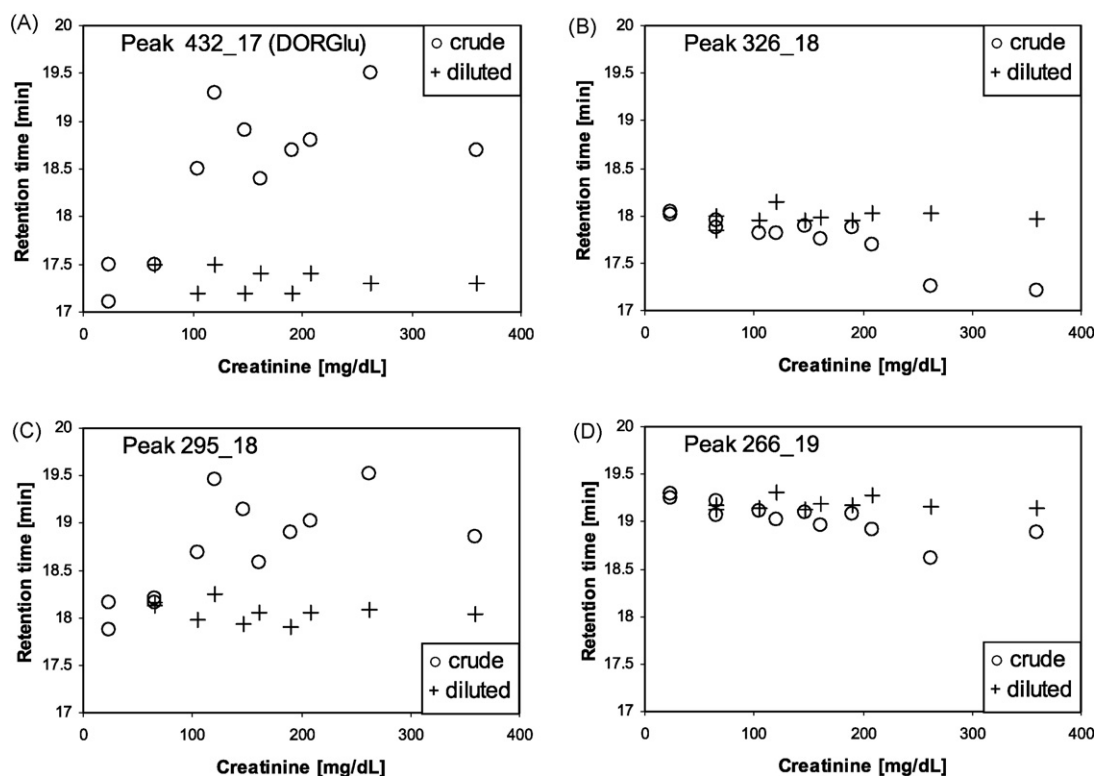 (A)
Peak 432_17 (DORGlu)
○ crude
+ diluted
20
19.5
19
18.5
18
17.5
17
Retention time [min]
0 100 200 300 400
Creatinine [mg/dL]
(B)
Peak 326_18
○ crude
+ diluted
20
19.5
19
18.5
18
17.5
17
Retention time [min]
0 100 200 300 400
Creatinine [mg/dL]
(C)
Peak 295_18
20
19.5
19
18.5
18
17.5
17
Retention time [min]
○ crude
+ diluted
0 100 200 300 400
Creatinine [mg/dL]
(D)
Peak 266_19
20
19.5
19
18.5
18
17.5
17
Retention time [min]
○ crude
+ diluted
0 100 200 300 400
Creatinine [mg/dL]